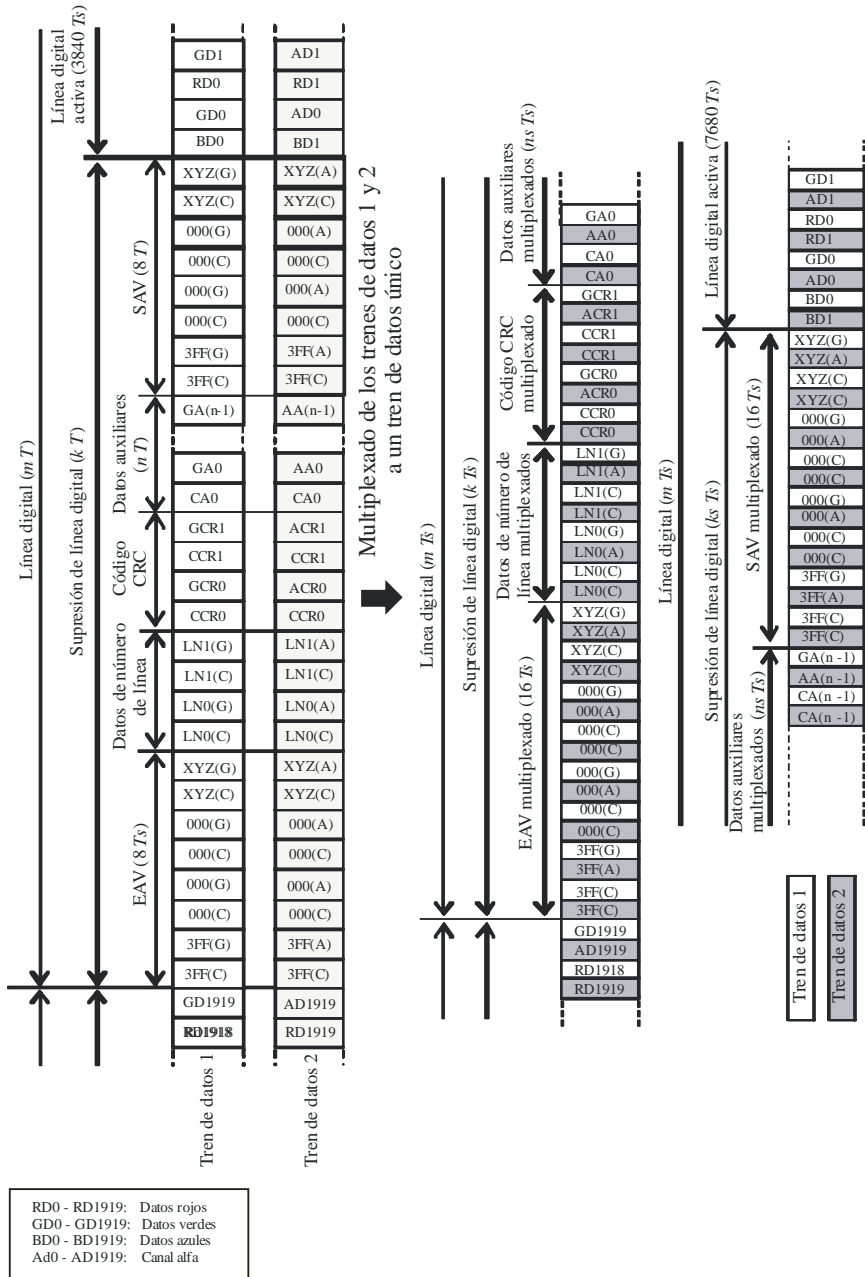 Línea digital (m T)
Supresión de línea digital (k T)
Línea digital
activa (3840 Ts)
SAV (8 T)
Datos auxiliares
(n T)
Código
CRC
Datos de número
de línea
EAV (8 Ts)
GD1
RD0
GD0
BD0
XYZ(G)
XYZ(C)
000(G)
000(C)
000(G)
000(C)
3FF(G)
3FF(C)
GA(n-1)
GA0
CA0
GCR1
CCR1
GCR0
CCR0
LN1(G)
LN1(C)
LN0(G)
LN0(C)
XYZ(G)
XYZ(C)
000(G)
000(C)
000(G)
000(C)
3FF(G)
3FF(C)
GD1919
Tren de datos 1
AD1
RD1
AD0
BD1
XYZ(A)
XYZ(C)
000(A)
000(C)
000(A)
000(C)
3FF(A)
3FF(C)
AA(n-1)
AA0
CA0
ACR1
CCR1
ACR0
CCR0
LN1(A)
LN1(C)
LN0(A)
LN0(C)
XYZ(A)
XYZ(C)
000(A)
000(C)
000(A)
000(C)
3FF(A)
3FF(C)
AD1919
RD1919
Tren de datos 2
Multiplexado de los trenes de datos 1 y 2
a un tren de datos único
Línea digital (m Ts)
Supresión de línea digital (k Ts)
Datos auxiliares
multiplexados (ns Ts)
Código CRC
multiplexado
Datos de número de
línea multiplexados
EAV multiplexado (16 Ts)
GA0
AA0
CA0
CA0
GCR1
ACR1
CCR1
CCR1
GCR0
ACR0
CCR0
CCR0
LN1(G)
LN1(A)
LN1(C)
LN1(C)
LN0(G)
LN0(A)
LN0(C)
LN0(C)
XYZ(G)
XYZ(A)
XYZ(C)
XYZ(C)
000(G)
000(A)
000(C)
000(C)
000(G)
000(A)
000(C)
000(C)
3FF(G)
3FF(A)
3FF(C)
3FF(C)
GD1919
AD1919
RD1918
RD1919
Línea digital (m Ts)
Línea digital activa (7680 Ts)
Supresión de línea digital (ks Ts)
SAV multiplexado (16 Ts)
Datos auxiliares
multiplexados (ns Ts)
GD1
AD1
RD0
RD1
GD0
AD0
BD0
BD1
XYZ(G)
XYZ(A)
XYZ(C)
XYZ(C)
000(G)
000(A)
000(C)
000(C)
000(G)
000(A)
000(C)
000(C)
3FF(G)
3FF(A)
3FF(C)
3FF(C)
GA(n -1)
AA(n -1)
CA(n -1)
CA(n -1)
Tren de datos 1
Tren de datos 2
RD0 - RD1919: Datos rojos
GD0 - GD1919: Datos verdes
BD0 - BD1919: Datos azules
Ad0 - AD1919: Canal alfa